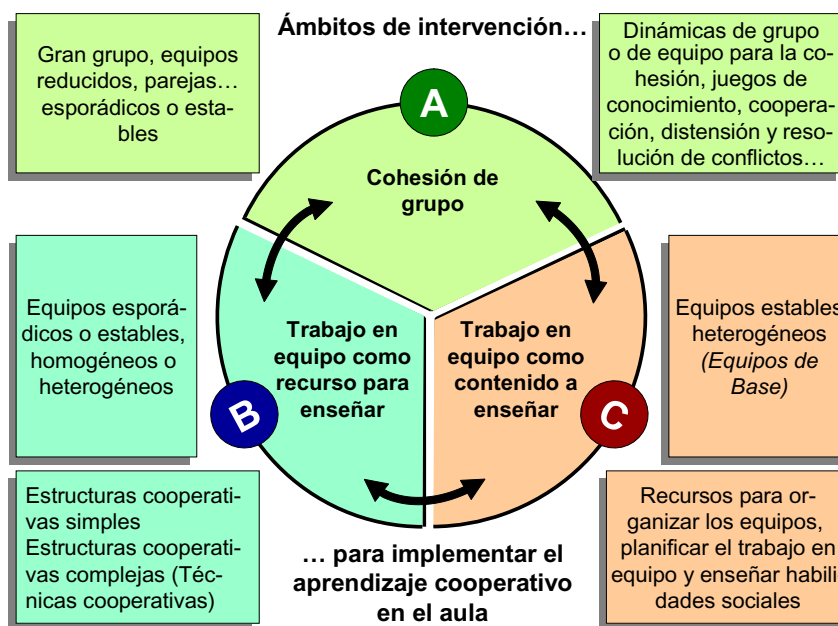 Ámbitos de intervención…
Gran grupo, equipos
reducidos, parejas…
esporádicos o esta-
bles
Dinámicas de grupo
o de equipo para la co-
hesión, juegos de
conocimiento, coopera-
ción, distensión y reso-
lución de conflictos…
A
Cohesión de
grupo
Equipos esporá-
dicos o estables,
homogéneos o
heterogéneos
Trabajo en
equipo como
recurso para
enseñar
Trabajo en
equipo como
contenido a
enseñar
Equipos estables
heterogéneos
(Equipos de
Base)
B
C
Estructuras cooperati-
vas simples
Estructuras cooperati-
vas complejas (Téc-
nicas cooperativas)
… para implementar el
aprendizaje cooperativo
en el aula
Recursos para or-
ganizar los equipos,
planificar el trabajo en
equipo y enseñar habili-
dades sociales